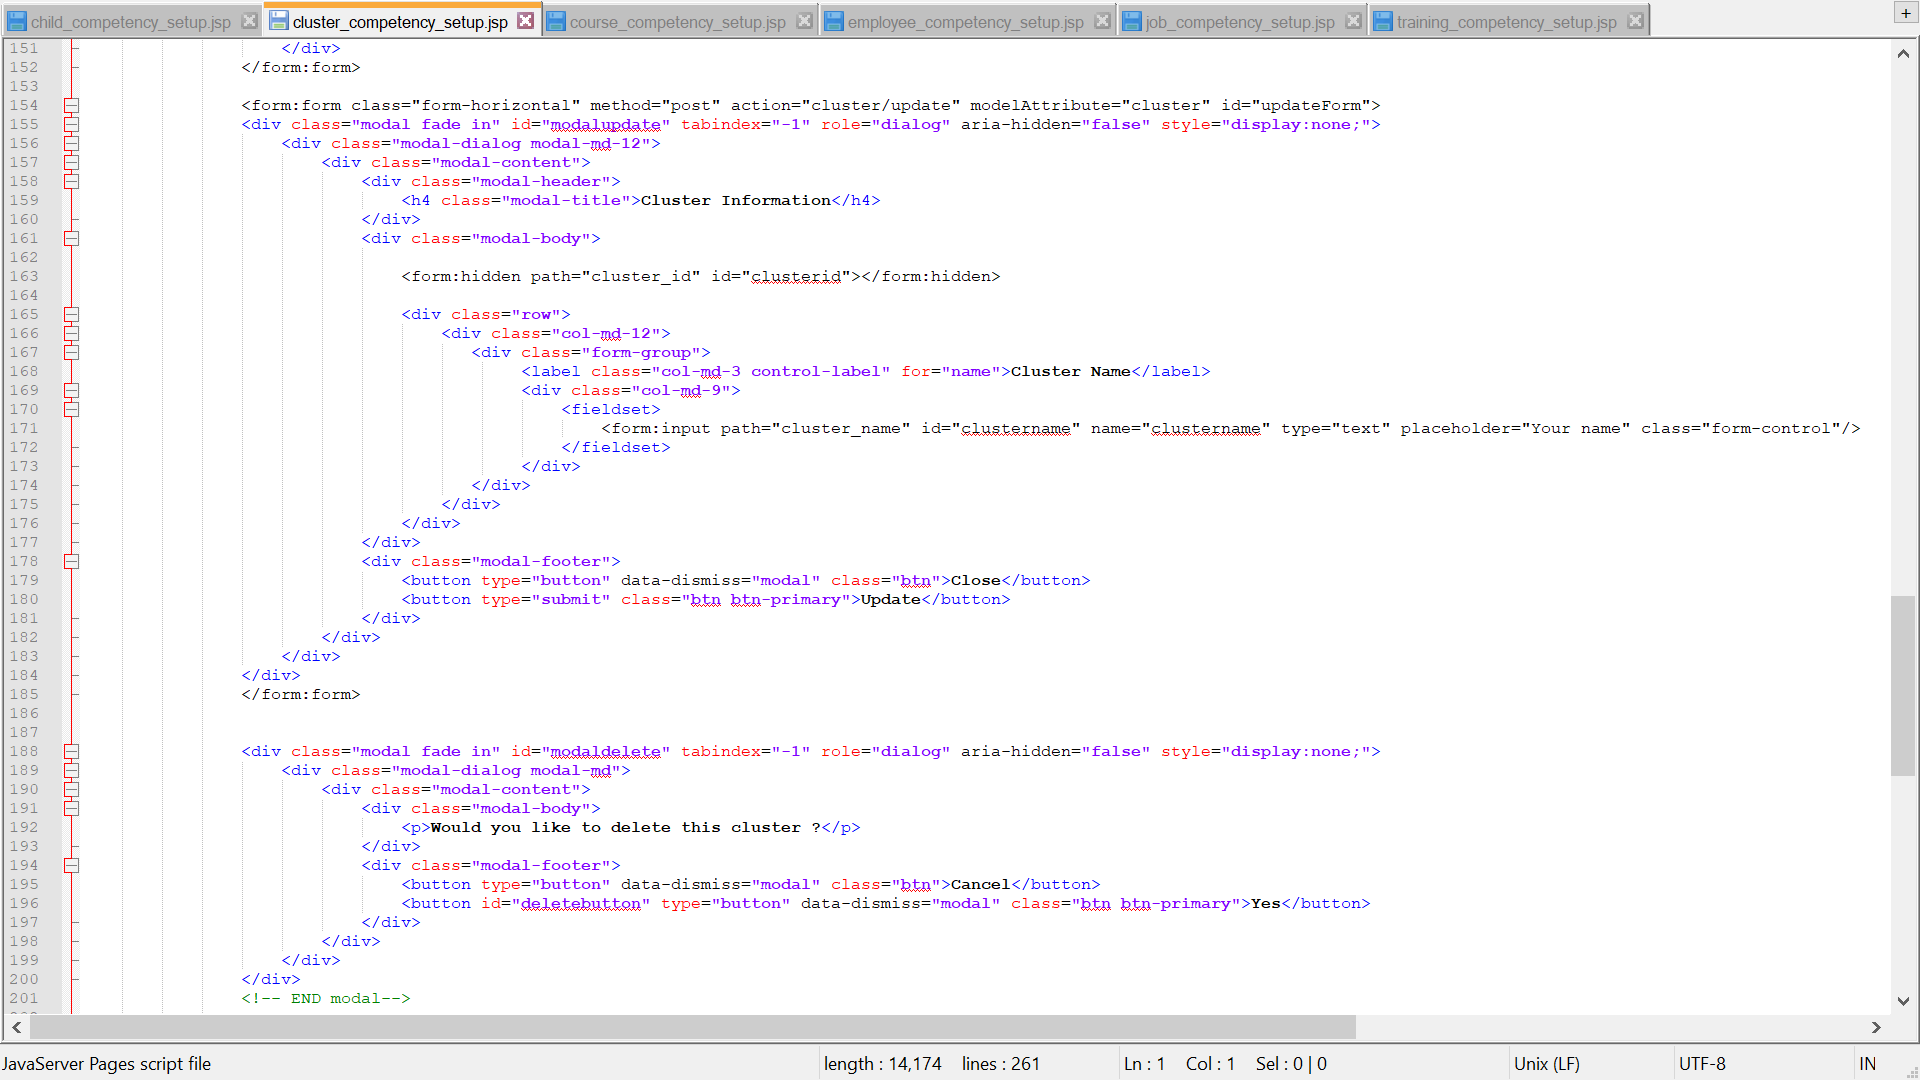 child_competency_setup.jsp cluster_competency_setup.jsp course_competency_setup.jsp employee_competency_setup.jsp job_competency_setup.jsp training_competency_setup.jsp +
151 </div>
152 </form:form>
153
154 <form:form class="form-horizontal" method="post" action="cluster/update" modelAttribute="cluster" id="updateForm">
155 <div class="modal fade in" id="modalupdate" tabindex="-1" role="dialog" aria-hidden="false" style="display:none;">
156 <div class="modal-dialog modal-md-12">
157 <div class="modal-content">
158 <div class="modal-header">
159 <h4 class="modal-title">Cluster Information</h4>
160 </div>
161 <div class="modal-body">
162
163 <form:hidden path="cluster_id" id="clusterid"></form:hidden>
164
165 <div class="row">
166 <div class="col-md-12">
167 <div class="form-group">
168 <label class="col-md-3 control-label" for="name">Cluster Name</label>
169 <div class="col-md-9">
170 <fieldset>
171 <form:input path="cluster_name" id="clustername" name="clustername" type="text" placeholder="Your name" class="form-control"/>
172 </fieldset>
173 </div>
174 </div>
175 </div>
176 </div>
177 </div>
178 <div class="modal-footer">
179 <button type="button" data-dismiss="modal" class="btn">Close</button>
180 <button type="submit" class="btn btn-primary">Update</button>
181 </div>
182 </div>
183 </div>
184 </div>
185 </form:form>
186
187
188 <div class="modal fade in" id="modaldelete" tabindex="-1" role="dialog" aria-hidden="false" style="display:none;">
189 <div class="modal-dialog modal-md">
190 <div class="modal-content">
191 <div class="modal-body">
192 <p>Would you like to delete this cluster ?</p>
193 </div>
194 <div class="modal-footer">
195 <button type="button" data-dismiss="modal" class="btn">Cancel</button>
196 <button id="deletebutton" type="button" data-dismiss="modal" class="btn btn-primary">Yes</button>
197 </div>
198 </div>
199 </div>
200 </div>
201 <!-- END modal-->
JavaServer Pages script file length : 14,174 lines : 261 Ln : 1 Col : 1 Sel : 0 | 0 Unix (LF) UTF-8 IN